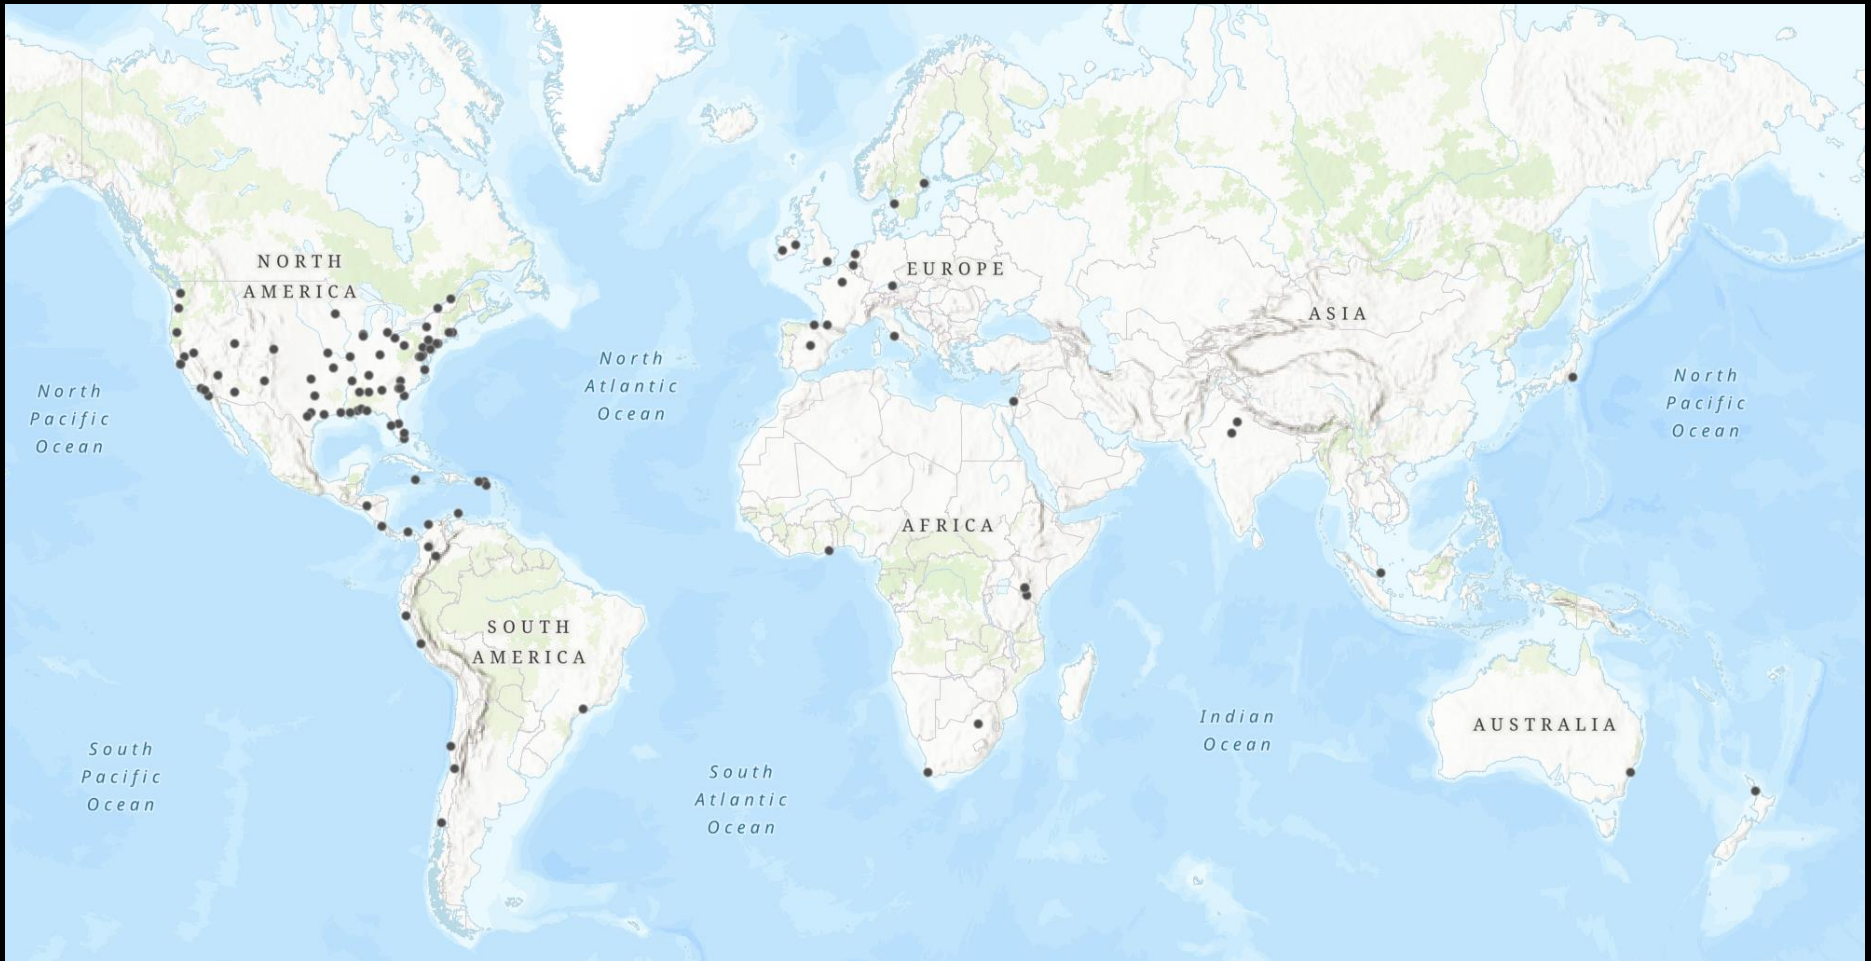 NORTH
AMERICA
EUROPE
ASIA
North
Pacific
Ocean
North
Atlantic
Ocean
North
Pacific
Ocean
AFRICA
SOUTH
AMERICA
South
Pacific
Ocean
South
Atlantic
Ocean
Indian
Ocean
AUSTRALIA